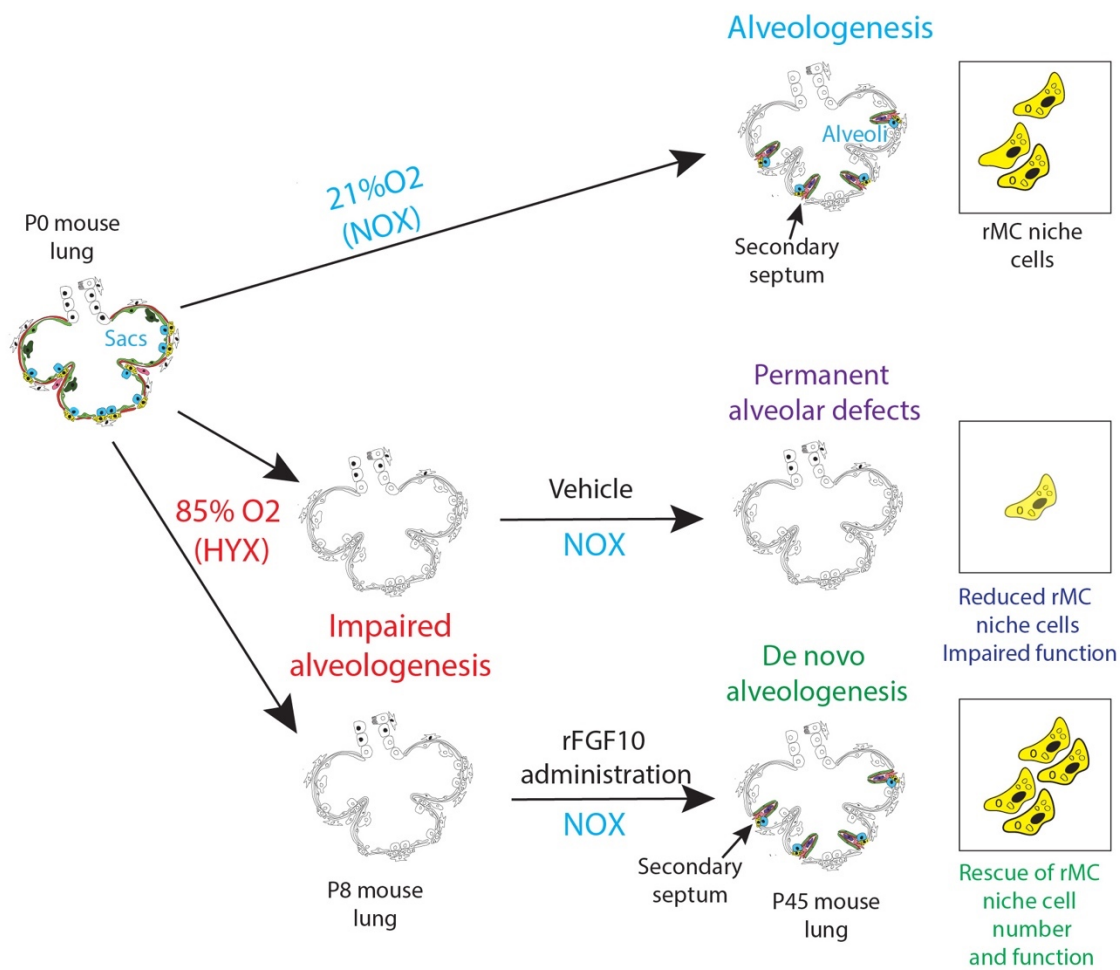 Alveologenesis
Alveoli
21%O2
(NOX)
Secondary
septum
rMC niche
cells
P0 mouse
lung
Sacs
85% O2
(HYX)
Impaired
alveologenesis
Vehicle
NOX
Permanent
alveolar defects
Reduced rMC
niche cells
Impaired function
De novo
alveologenesis
rFGF10
administration
NOX
Secondary
septum
P8 mouse
lung
P45 mouse
lung
Rescue of rMC
niche cell
number
and function